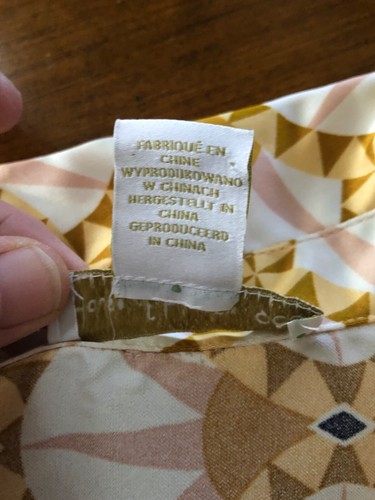 FABRIQUÉ EN
CHINE
WYPRODUKOWANO
W CHINACH
HERGESTELLT IN
CHINA
GEPRODUCEERD
IN CHINA